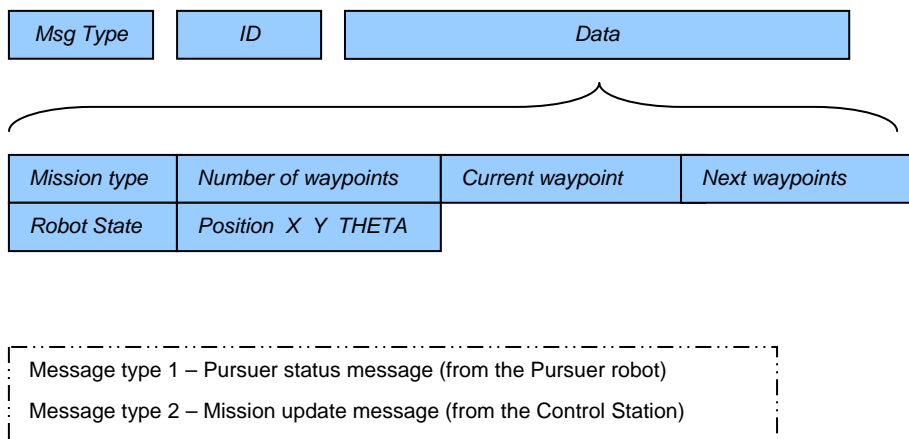 Msg Type ID Data
Mission type Number of waypoints Current waypoint Next waypoints
Robot State Position X Y THETA
Message type 1 – Pursuer status message (from the Pursuer robot)
Message type 2 – Mission update message (from the Control Station)